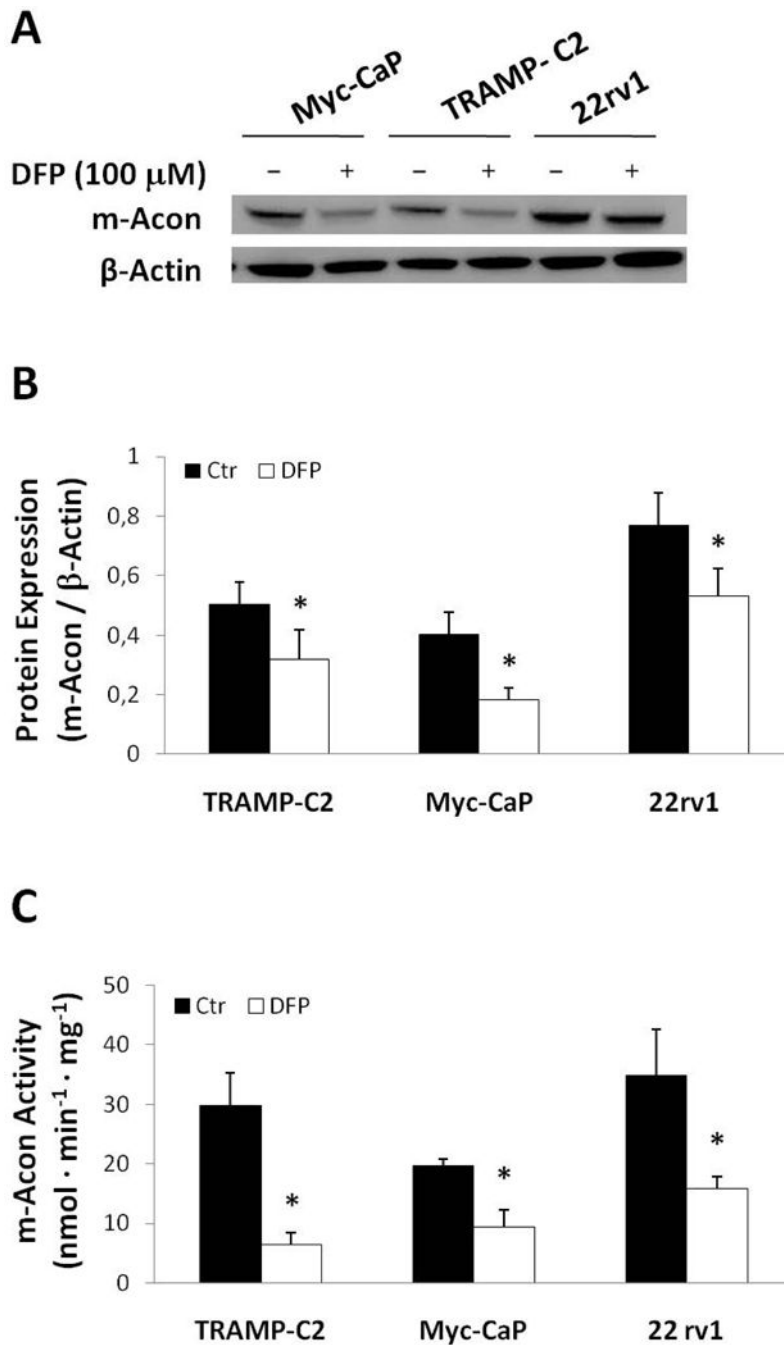 A
Myc-CaP TRAMP- C2 22rv1
DFP (100 μM) – + – + – +
m-Acon
β-Actin
B
Protein Expression
(m-Acon / β-Actin)
1
0,8
0,6
0,4
0,2
0
Ctr DFP
* * *
TRAMP-C2 Myc-CaP 22rv1
C
m-Acon Activity
(nmol · min⁻¹ · mg⁻¹)
50
40
30
20
10
0
Ctr DFP
* * *
TRAMP-C2 Myc-CaP 22 rv1